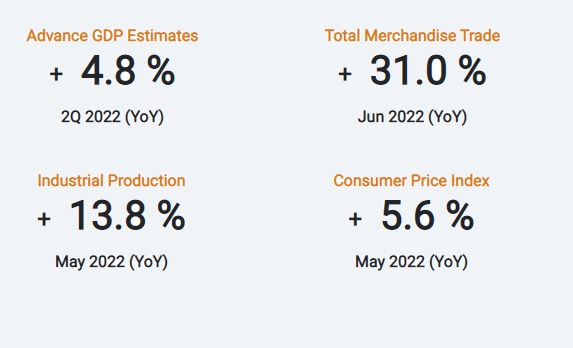 Advance GDP Estimates
+ 4.8 %
2Q 2022 (YoY)
Total Merchandise Trade
+ 31.0 %
Jun 2022 (YoY)
Industrial Production
+ 13.8 %
May 2022 (YoY)
Consumer Price Index
+ 5.6 %
May 2022 (YoY)